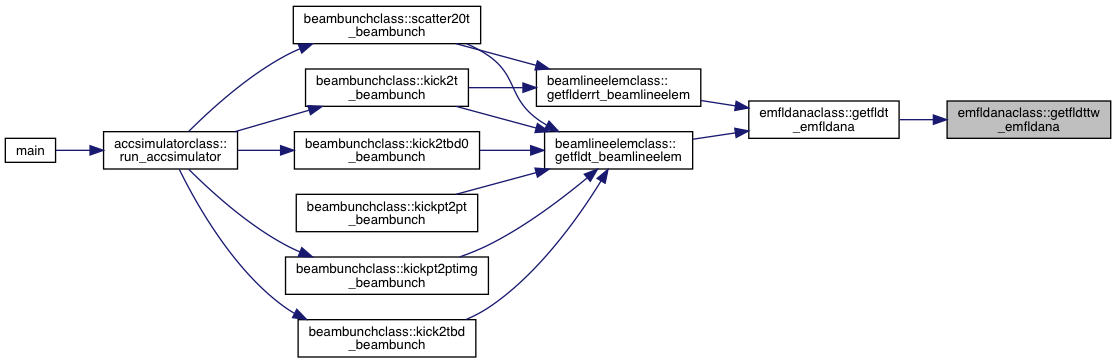 main
accsimulatorclass::
run_accsimulator
beambunchclass::scatter20t
_beambunch
beambunchclass::kick2t
_beambunch
beambunchclass::kick2tbd0
_beambunch
beambunchclass::kickpt2pt
_beambunch
beambunchclass::kickpt2ptimg
_beambunch
beambunchclass::kick2tbd
_beambunch
beamlineelemclass::
getflderrt_beamlineelem
beamlineelemclass::
getfldt_beamlineelem
emfldanaclass::getfldt
_emfldana
emfldanaclass::getfldttw
_emfldana